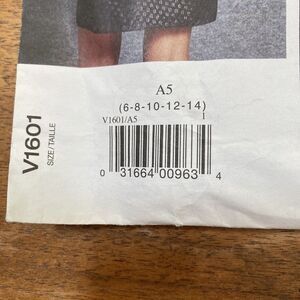 A5
(6-8-10-12-14)
V1601/A5 1
0 31664 00963 4
V1601
SIZE/TAILLE